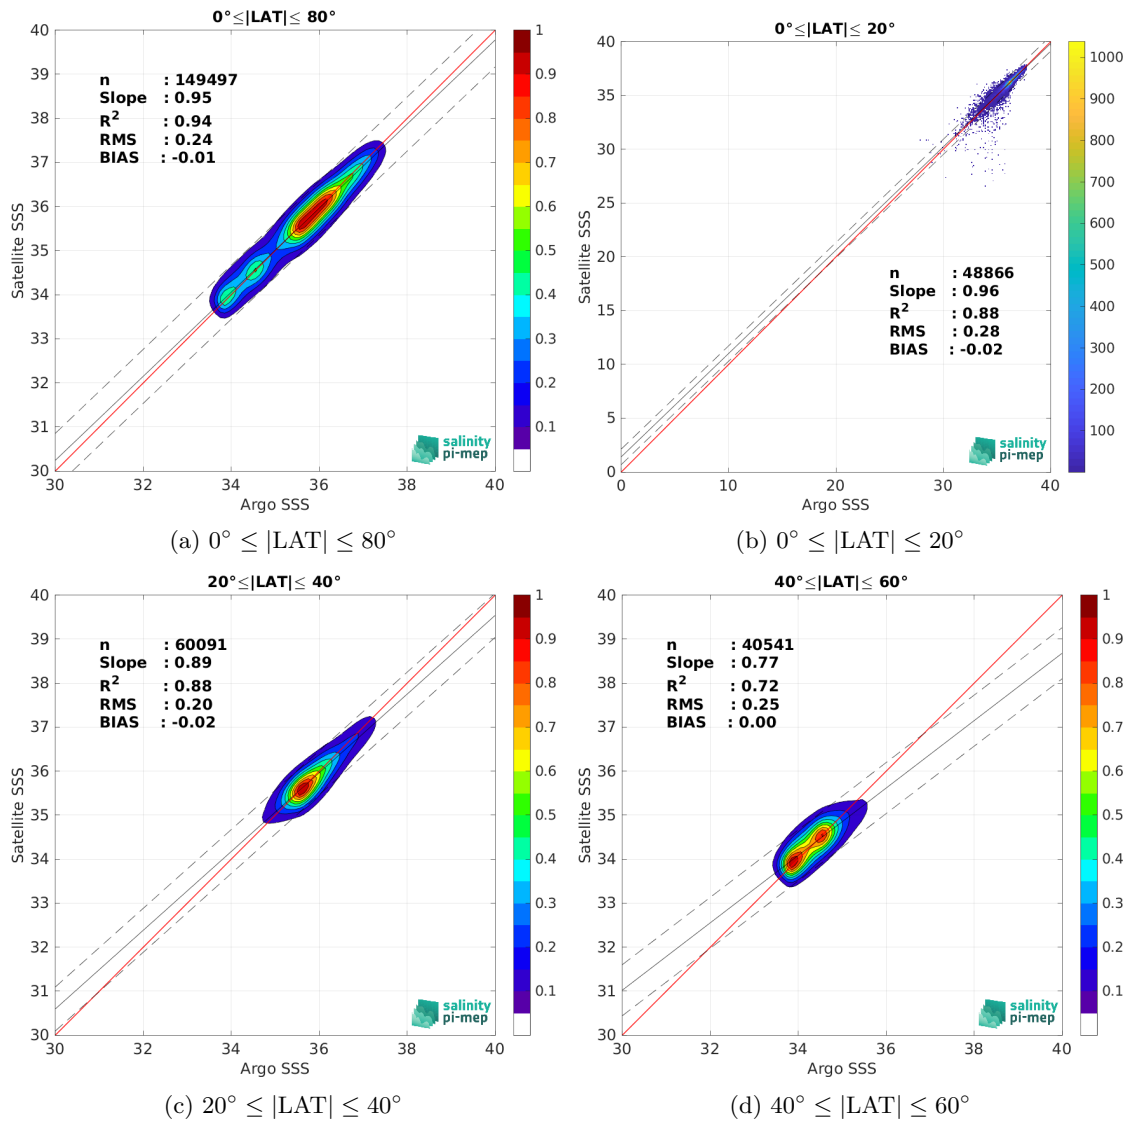 0°≤|LAT|≤ 80°
40
39
38
37
36
35
34
33
32
31
30
30
32
34
36
38
40
Satellite SSS
Argo SSS
n : 149497
Slope : 0.95
R² : 0.94
RMS : 0.24
BIAS : -0.01
1
0.9
0.8
0.7
0.6
0.5
0.4
0.3
0.2
0.1
salinity
pi-mep
(a) 0° ≤ |LAT| ≤ 80°
0°≤|LAT|≤ 20°
40
35
30
25
20
15
10
5
0
0
10
20
30
40
Satellite SSS
Argo SSS
n : 48866
Slope : 0.96
R² : 0.88
RMS : 0.28
BIAS : -0.02
1000
900
800
700
600
500
400
300
200
100
salinity
pi-mep
(b) 0° ≤ |LAT| ≤ 20°
20°≤|LAT|≤ 40°
40
39
38
37
36
35
34
33
32
31
30
30
32
34
36
38
40
Satellite SSS
Argo SSS
n : 60091
Slope : 0.89
R² : 0.88
RMS : 0.20
BIAS : -0.02
1
0.9
0.8
0.7
0.6
0.5
0.4
0.3
0.2
0.1
salinity
pi-mep
(c) 20° ≤ |LAT| ≤ 40°
40°≤|LAT|≤ 60°
40
39
38
37
36
35
34
33
32
31
30
30
32
34
36
38
40
Satellite SSS
Argo SSS
n : 40541
Slope : 0.77
R² : 0.72
RMS : 0.25
BIAS : 0.00
1
0.9
0.8
0.7
0.6
0.5
0.4
0.3
0.2
0.1
salinity
pi-mep
(d) 40° ≤ |LAT| ≤ 60°